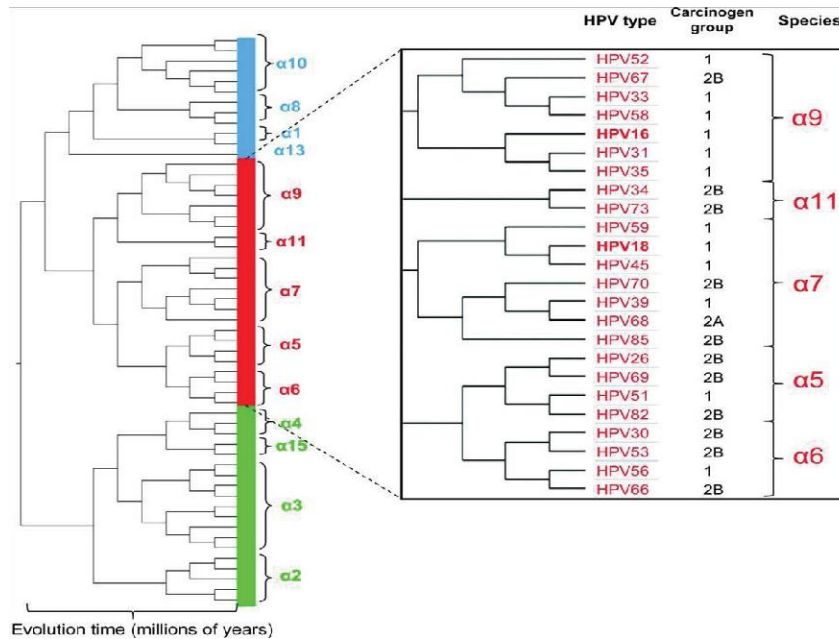 HPV type Carcinogen group Species
α10
α8
α1
α13
α9
α11
α7
α5
α6
α4
α15
α3
α2
Evolution time (millions of years)
HPV52 1
HPV67 2B
HPV33 1
HPV58 1
HPV16 1
HPV31 1
HPV35 1
α9
HPV34 2B
HPV73 2B
α11
HPV59 1
HPV18 1
HPV45 1
HPV70 2B
HPV39 1
HPV68 2A
HPV85 2B
α7
HPV26 2B
HPV69 2B
HPV51 1
HPV82 2B
α5
HPV30 2B
HPV53 2B
HPV56 1
HPV66 2B
α6